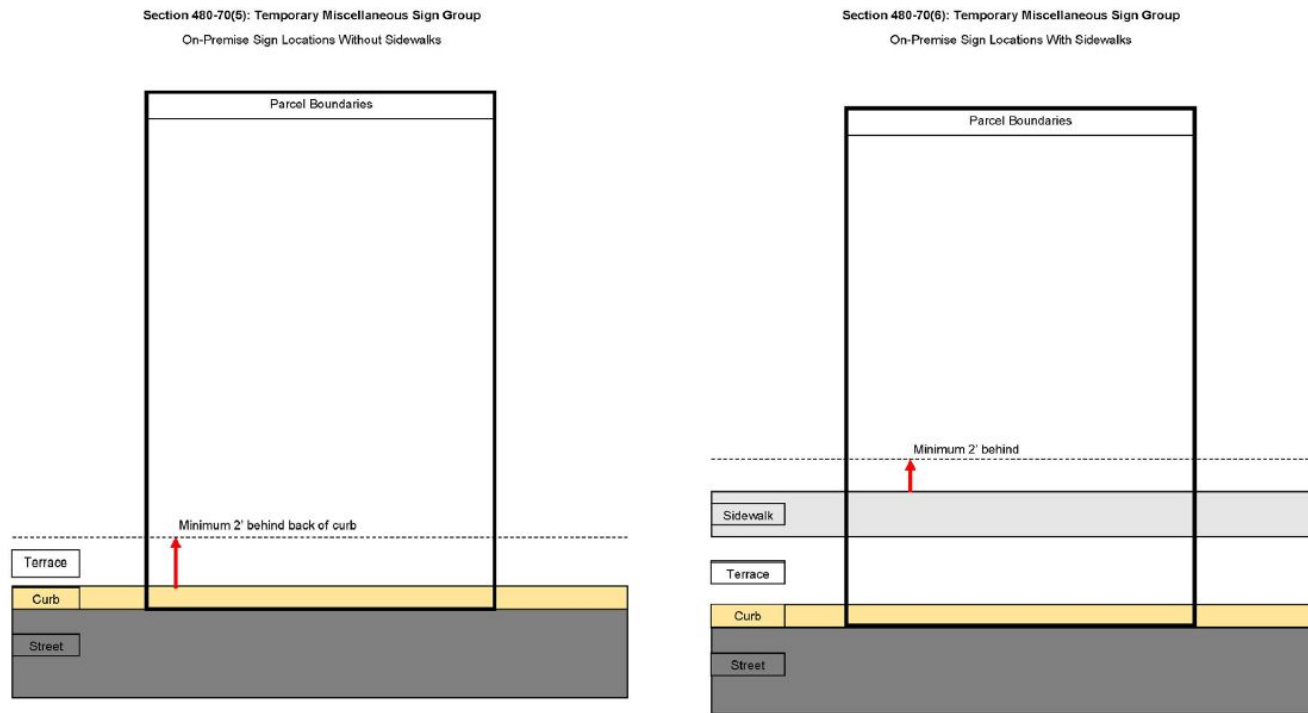 Section 480-70(5): Temporary Miscellaneous Sign Group
On-Premise Sign Locations Without Sidewalks
Parcel Boundaries
Minimum 2' behind back of curb
Terrace
Curb
Street
Section 480-70(6): Temporary Miscellaneous Sign Group
On-Premise Sign Locations With Sidewalks
Parcel Boundaries
Minimum 2' behind
Sidewalk
Terrace
Curb
Street